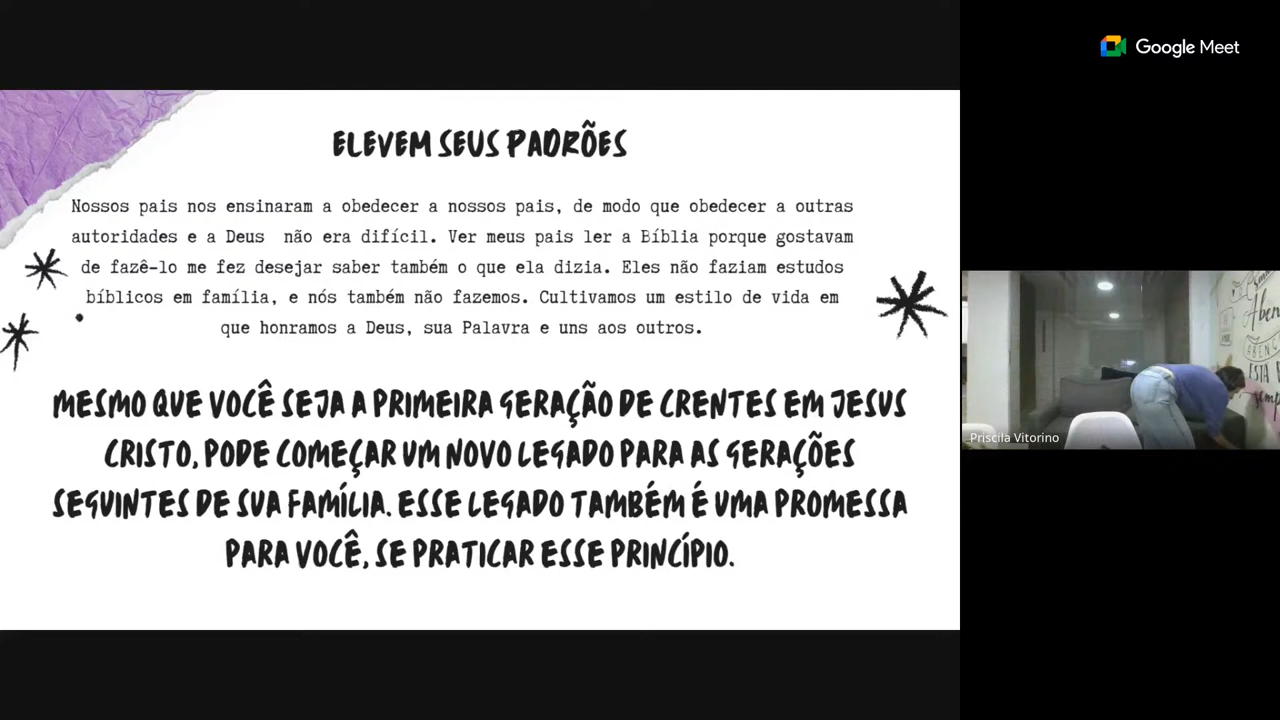 Google Meet
ELEVEM SEUS PADRÕES
Nossos pais nos ensinaram a obedecer a nossos pais, de modo que obedecer a outras
autoridades e a Deus não era difícil. Ver meus pais ler a Bíblia porque gostavam
de fazê-lo me fez desejar saber também o que ela dizia. Eles não faziam estudos
bíblicos em família, e nós também não fazemos. Cultivamos um estilo de vida em
que honramos a Deus, sua Palavra e uns aos outros.
MESMO QUE VOCÊ SEJA A PRIMEIRA GERAÇÃO DE CRENTES EM JESUS
CRISTO, PODE COMEÇAR UM NOVO LEGADO PARA AS GERAÇÕES
SEGUINTES DE SUA FAMÍLIA. ESSE LEGADO TAMBÉM É UMA PROMESSA
PARA VOCÊ, SE PRATICAR ESSE PRINCÍPIO.
Priscila Vitorino